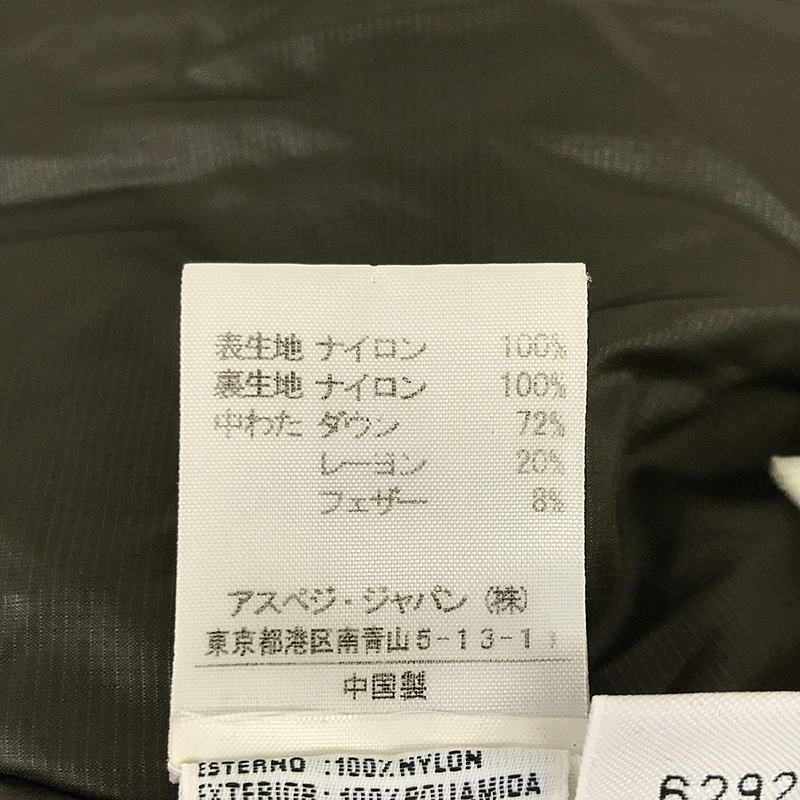 表生地 ナイロン 100%
裏生地 ナイロン 100%
中わた ダウン 72%
レーヨン 20%
フェザー 8%
アスペジ・ジャパン (株)
東京都港区南青山5-13-1
中国製
ESTERNO :100%NYLON
EXTERIOR:100%POLIAMIDA
6292